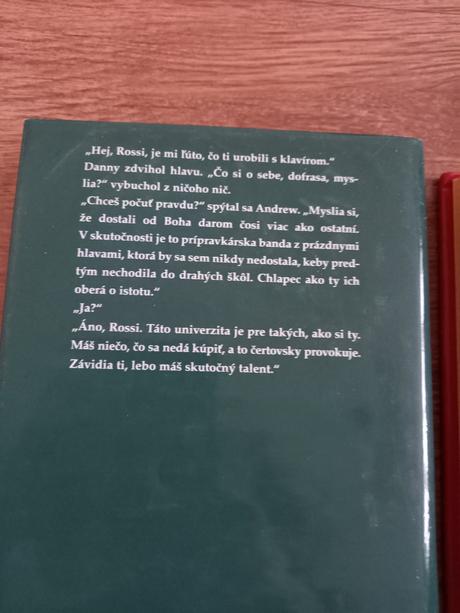 „Hej, Rossi, je mi ľúto, čo ti urobili s klavírom.“
Danny zdvihol hlavu. „Čo si o sebe, dofrasa, mys-
lia?“ vybuchol z ničoho nič.
„Chceš počuť pravdu?“ spýtal sa Andrew. „Myslia si,
že dostali od Boha darom čosi viac ako ostatní.
V skutočnosti je to prípravkárska banda z prázdnymi
hlavami, ktorá by sa sem nikdy nedostala, keby pred-
tým nechodila do drahých škôl. Chlapec ako ty ich
oberá o istotu.“
„Ja?“
„Áno, Rossi. Táto univerzita je pre takých, ako si ty.
Máš niečo, čo sa nedá kúpiť, a to čertovsky provokuje.
Závidia ti, lebo máš skutočný talent.“